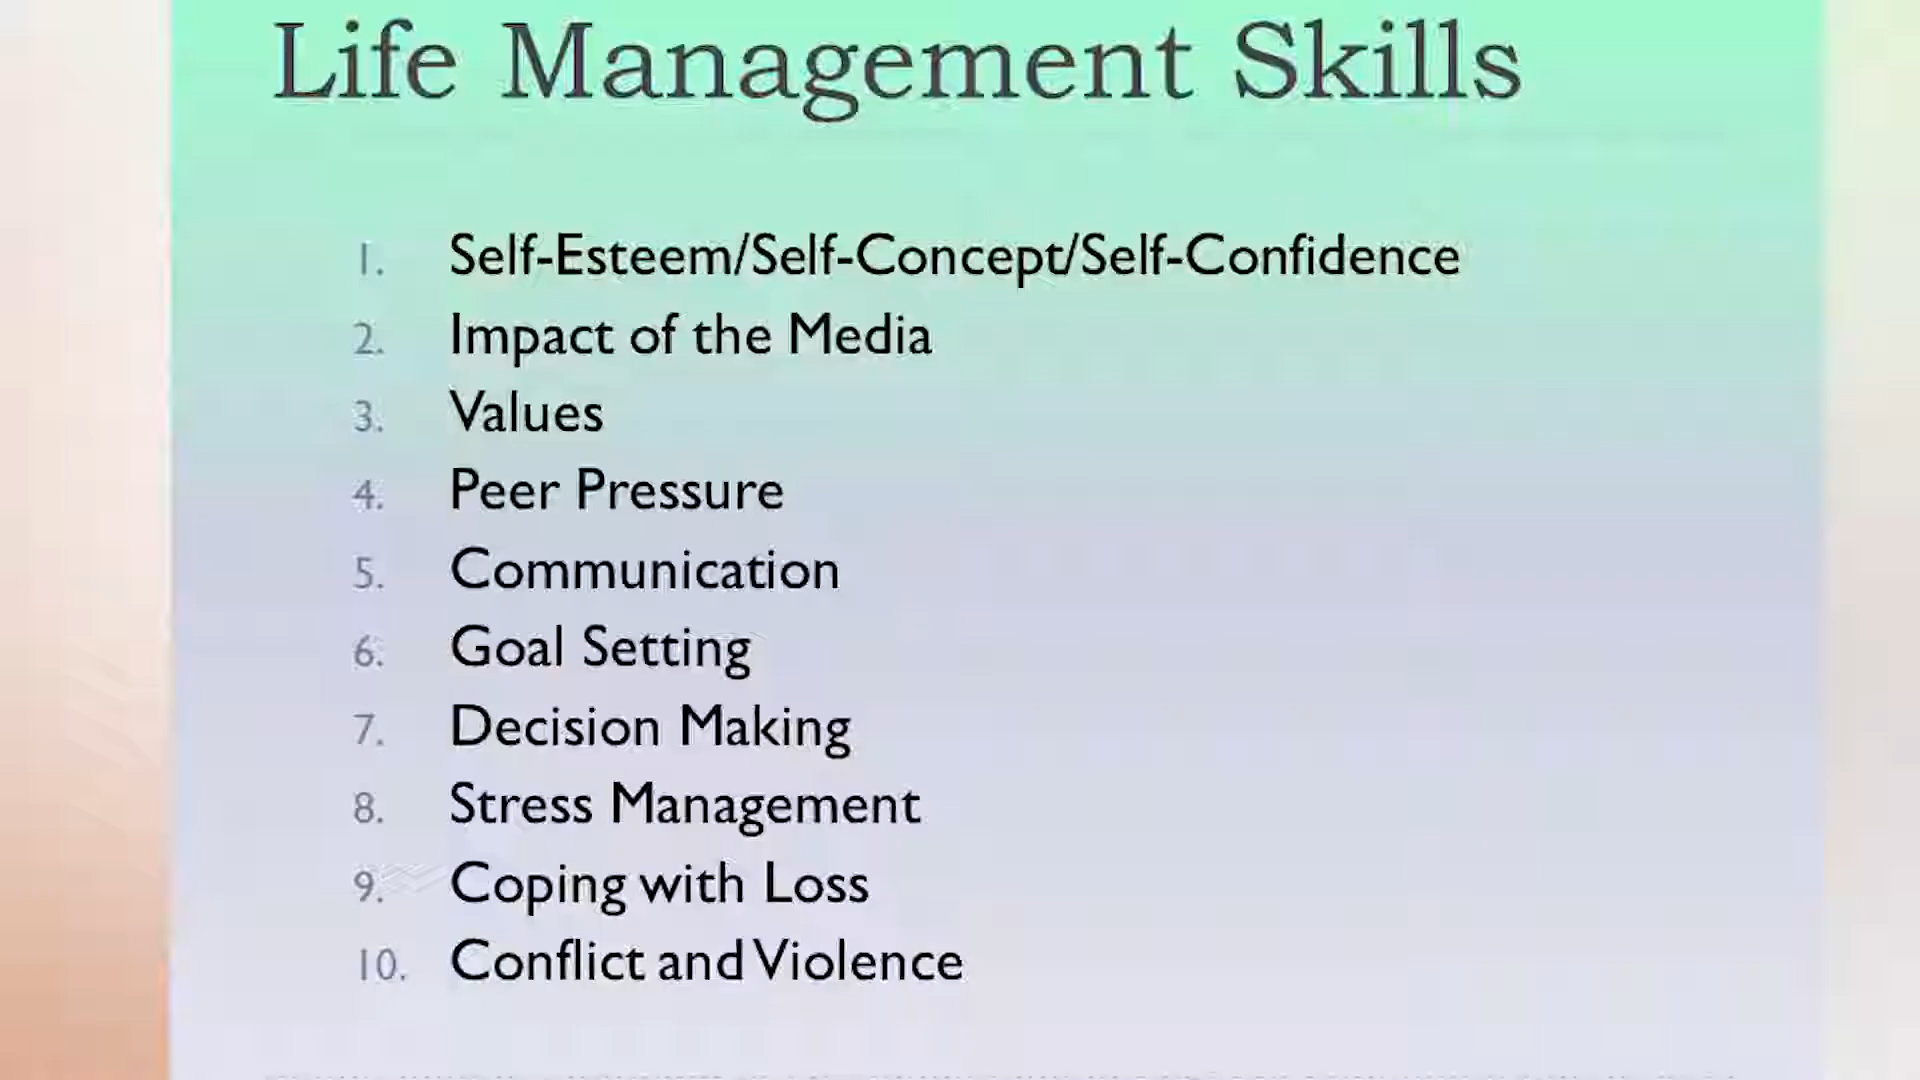 Life Management Skills
1. Self-Esteem/Self-Concept/Self-Confidence
2. Impact of the Media
3. Values
4. Peer Pressure
5. Communication
6. Goal Setting
7. Decision Making
8. Stress Management
9. Coping with Loss
10. Conflict and Violence